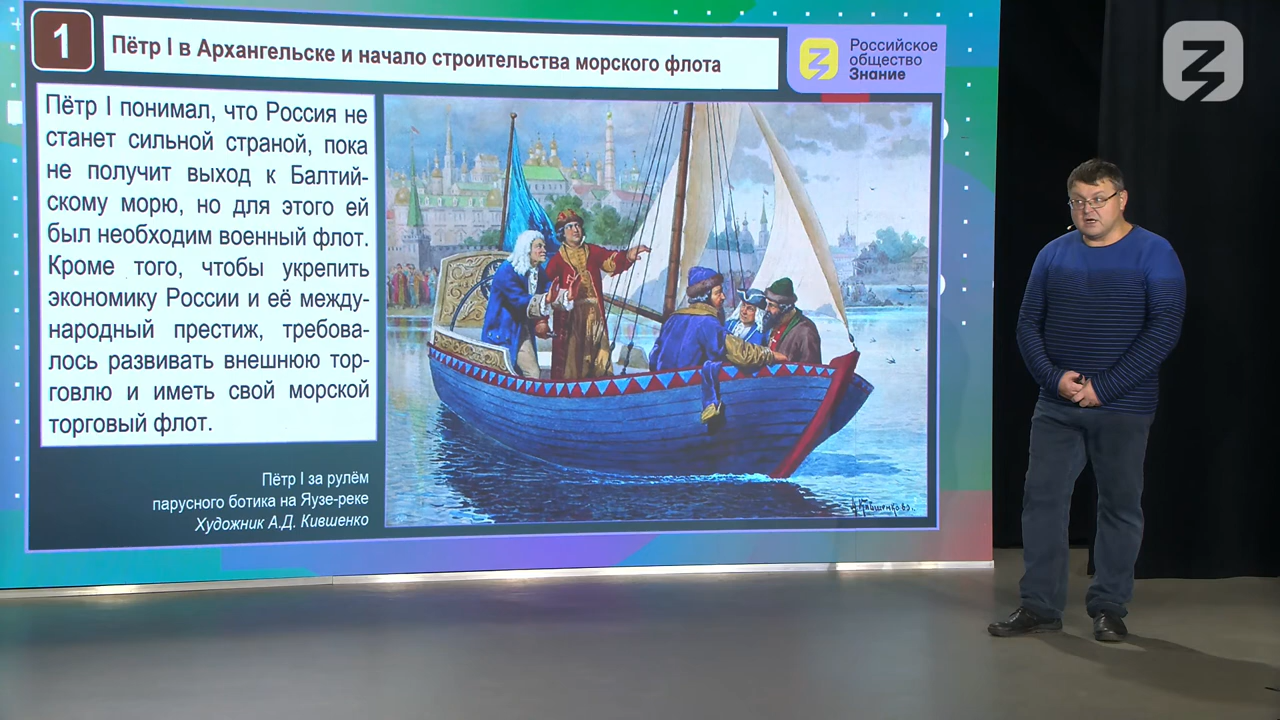 1
Пётр I в Архангельске и начало строительства морского флота
Российское
общество
Знание
Пётр I понимал, что Россия не
станет сильной страной, пока
не получит выход к Балтий-
скому морю, но для этого ей
был необходим военный флот.
Кроме того, чтобы укрепить
экономику России и её между-
народный престиж, требова-
лось развивать внешнюю тор-
говлю и иметь свой морской
торговый флот.
Пётр I за рулём
парусного ботика на Яузе-реке
Художник А.Д. Кившенко